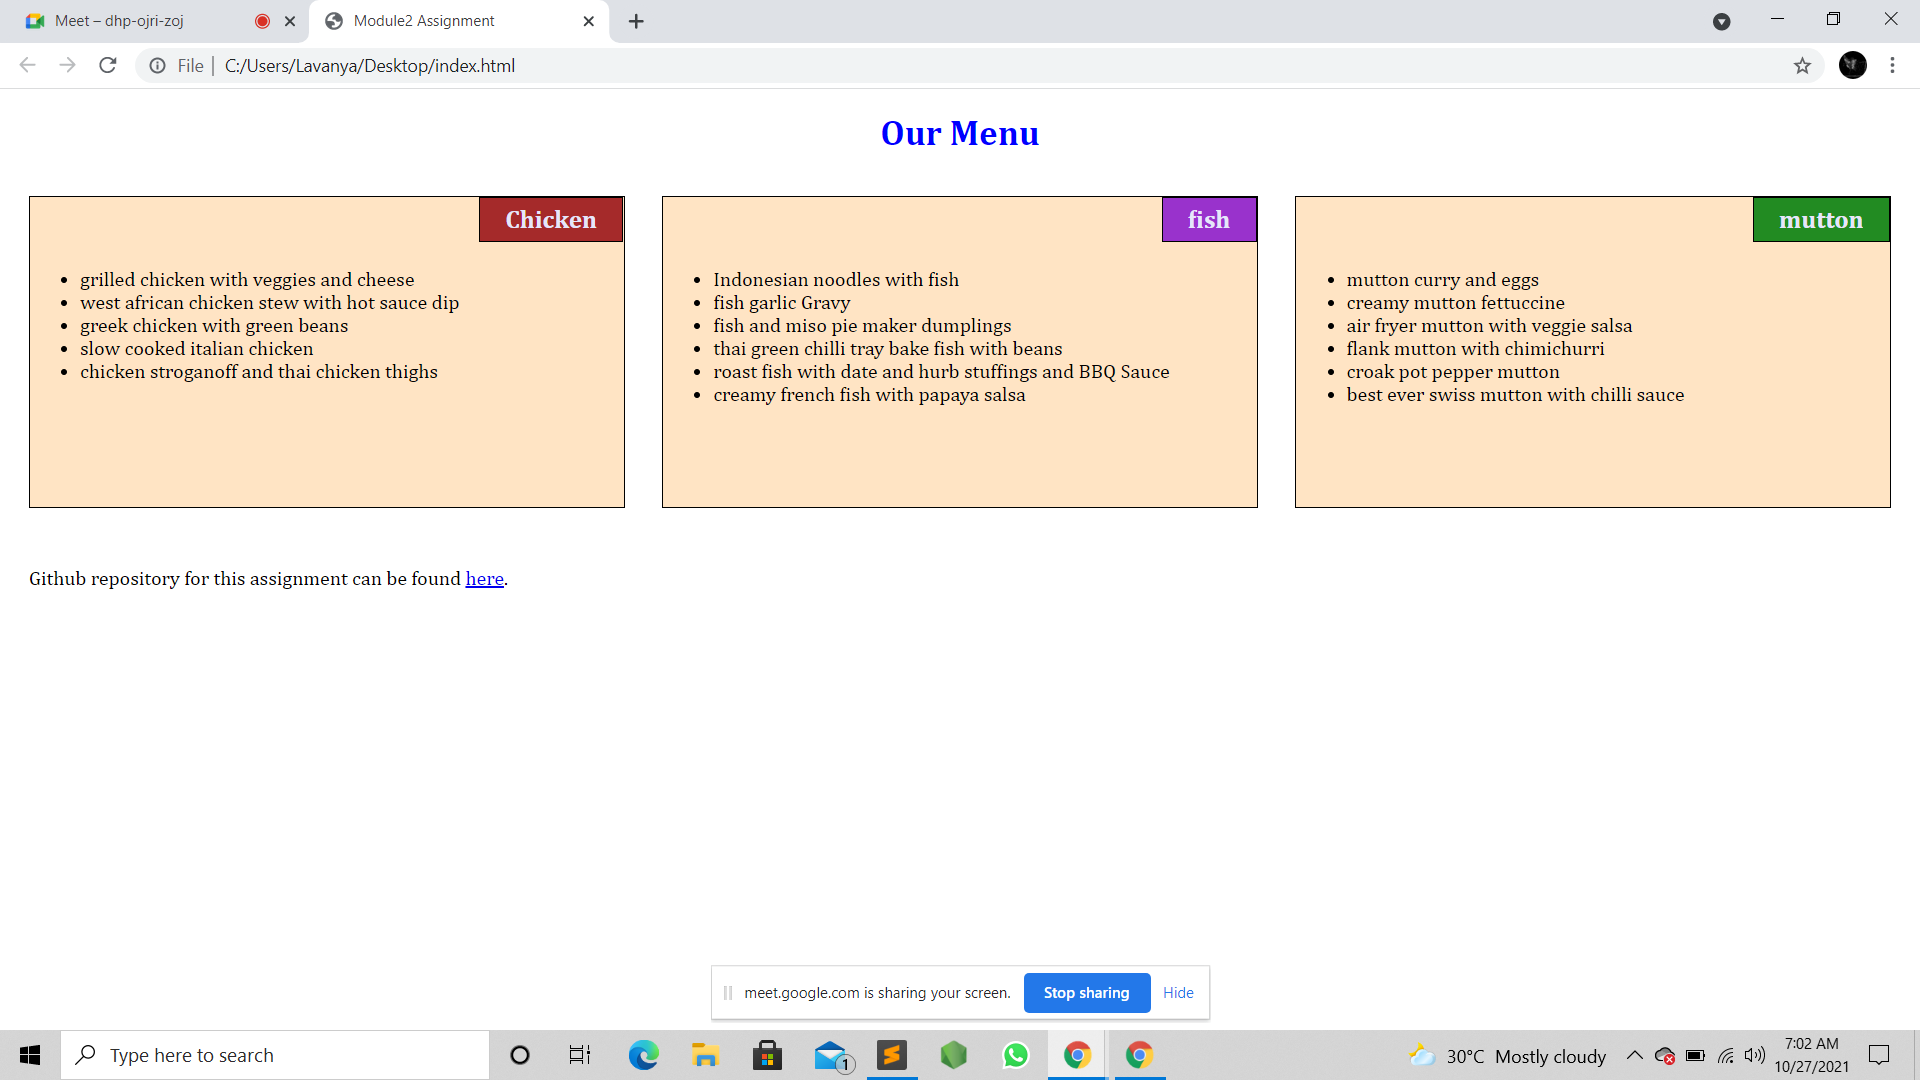 Meet – dhp-ojri-zoj
Module2 Assignment
File
C:/Users/Lavanya/Desktop/index.html
Our Menu
Chicken
grilled chicken with veggies and cheese
west african chicken stew with hot sauce dip
greek chicken with green beans
slow cooked italian chicken
chicken stroganoff and thai chicken thighs
fish
Indonesian noodles with fish
fish garlic Gravy
fish and miso pie maker dumplings
thai green chilli tray bake fish with beans
roast fish with date and hurb stuffings and BBQ Sauce
creamy french fish with papaya salsa
mutton
mutton curry and eggs
creamy mutton fettuccine
air fryer mutton with veggie salsa
flank mutton with chimichurri
croak pot pepper mutton
best ever swiss mutton with chilli sauce
Github repository for this assignment can be found here.
meet.google.com is sharing your screen.
Stop sharing
Hide
Type here to search
1
30°C Mostly cloudy
7:02 AM
10/27/2021